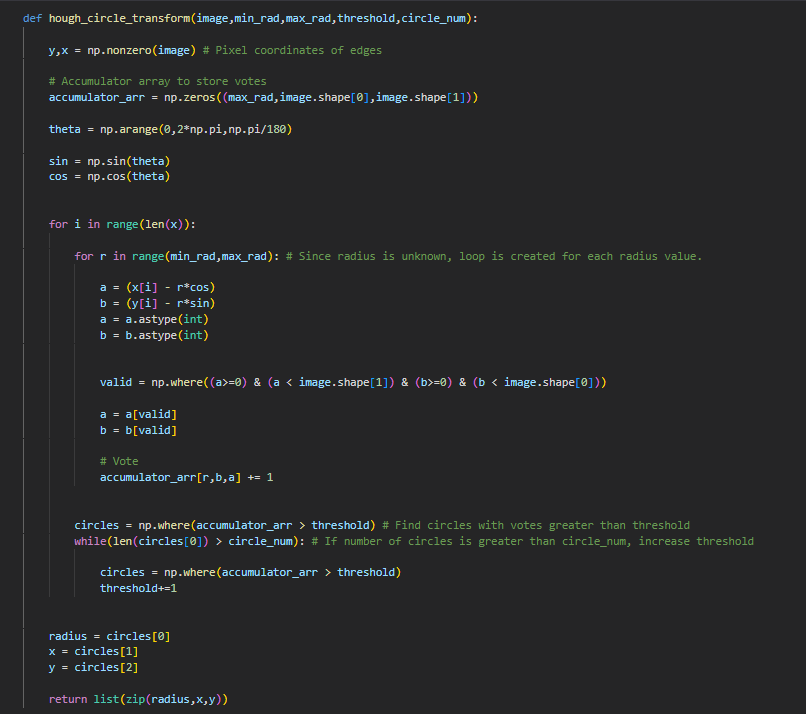 def hough_circle_transform(image,min_rad,max_rad,threshold,circle_num):
y,x = np.nonzero(image) # Pixel coordinates of edges
# Accumulator array to store votes
accumulator_arr = np.zeros((max_rad,image.shape[0],image.shape[1]))
theta = np.arange(0,2*np.pi,np.pi/180)
sin = np.sin(theta)
cos = np.cos(theta)
for i in range(len(x)):
for r in range(min_rad,max_rad): # Since radius is unknown, loop is created for each radius value.
a = (x[i] - r*cos)
b = (y[i] - r*sin)
a = a.astype(int)
b = b.astype(int)
valid = np.where((a>=0) & (a < image.shape[1]) & (b>=0) & (b < image.shape[0]))
a = a[valid]
b = b[valid]
# Vote
accumulator_arr[r,b,a] += 1
circles = np.where(accumulator_arr > threshold) # Find circles with votes greater than threshold
while(len(circles[0]) > circle_num): # If number of circles is greater than circle_num, increase threshold
circles = np.where(accumulator_arr > threshold)
threshold+=1
radius = circles[0]
x = circles[1]
y = circles[2]
return list(zip(radius,x,y))